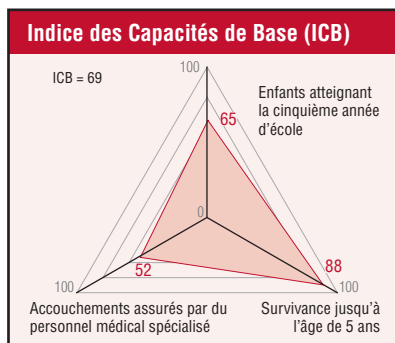 Indice des Capacités de Base (ICB)
100
ICB = 69
Enfants atteignant
la cinquième année
d'école
65
0
52
88
100
100
Accouchements assurés par du
personnel médical spécialisé
Survivance jusqu'à
l'âge de 5 ans